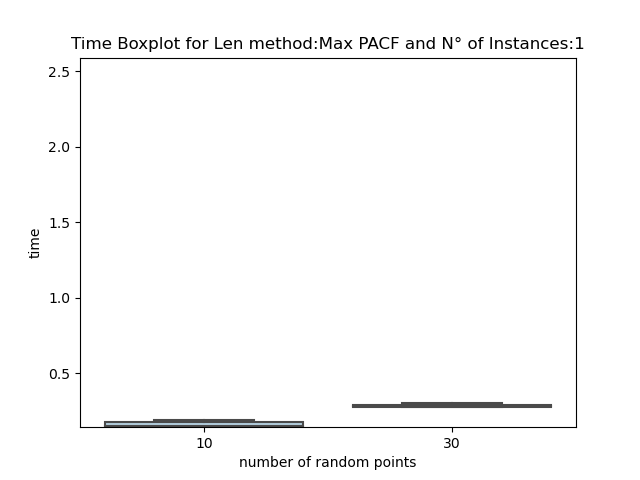 Time Boxplot for Len method:Max PACF and N° of Instances:1
2.5
2.0
1.5
1.0
0.5
time
10 30
number of random points